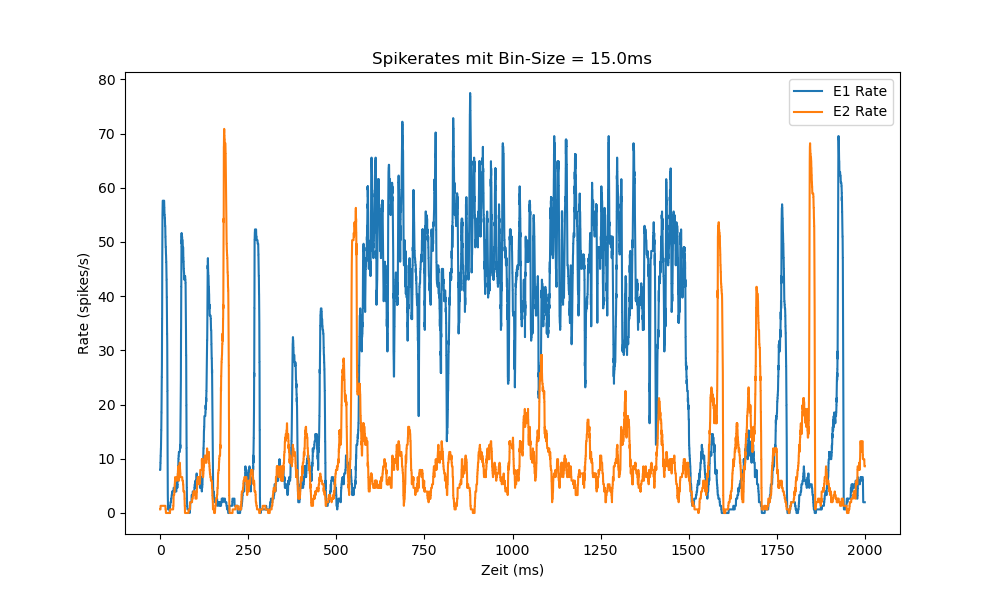 Spikerates mit Bin-Size = 15.0ms
E1 Rate
E2 Rate
Rate (spikes/s)
80
70
60
50
40
30
20
10
0
0 250 500 750 1000 1250 1500 1750 2000
Zeit (ms)